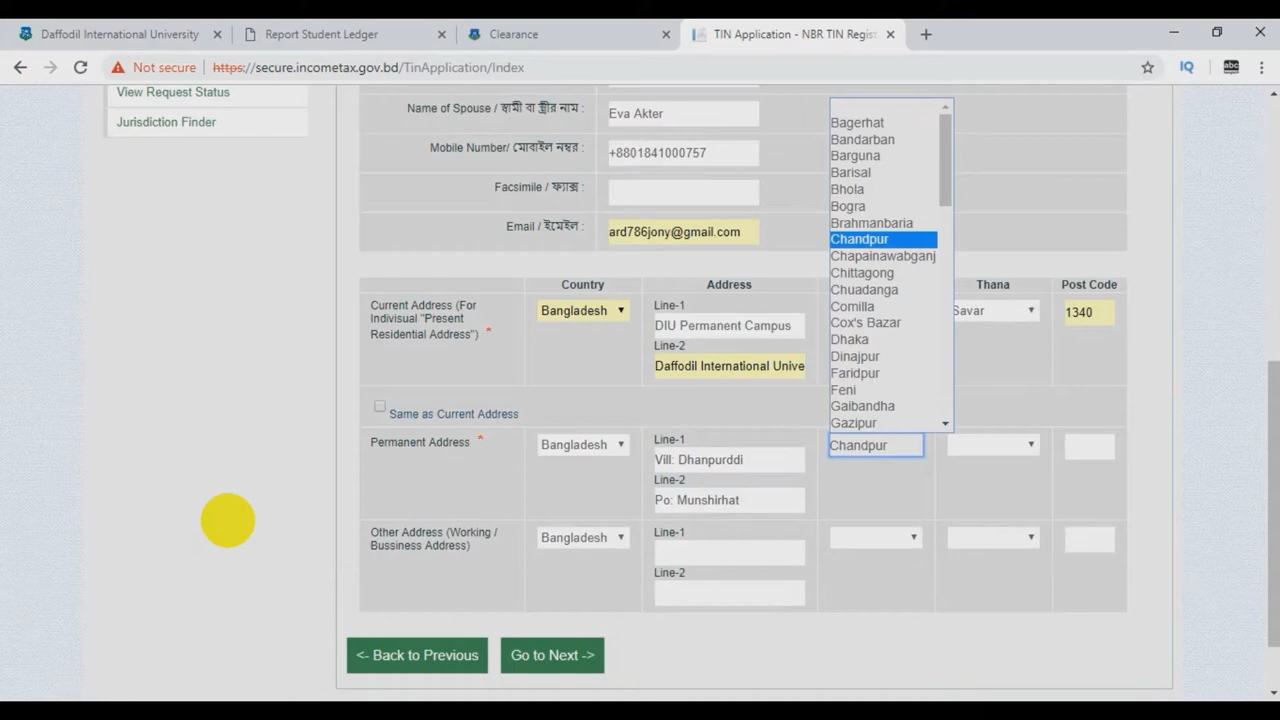 Daffodil International University
Report Student Ledger
Clearance
TIN Application - NBR TIN Regist
Not secure
https://secure.incometax.gov.bd/TinApplication/Index
View Request Status
Jurisdiction Finder
Name of Spouse / স্বামী বা স্ত্রীর নাম :
Eva Akter
Mobile Number/ মোবাইল নম্বর :
+8801841000757
Facsimile / ফ্যাক্স :
Email / ইমেইল :
ard786jony@gmail.com
Bagerhat
Bandarban
Barguna
Barisal
Bhola
Bogra
Brahmanbaria
Chandpur
Chapainawabganj
Chittagong
Chuadanga
Comilla
Cox's Bazar
Dhaka
Dinajpur
Faridpur
Feni
Gaibandha
Gazipur
Country
Address
Thana
Post Code
Current Address (For
Indivisual "Present
Residential Address") *
Bangladesh
Line-1
DIU Permanent Campus
Line-2
Daffodil International Unive
Savar
1340
Same as Current Address
Permanent Address *
Bangladesh
Line-1
Vill: Dhanpurddi
Line-2
Po: Munshirhat
Chandpur
Other Address (Working /
Bussiness Address)
Bangladesh
Line-1
Line-2
<- Back to Previous
Go to Next ->